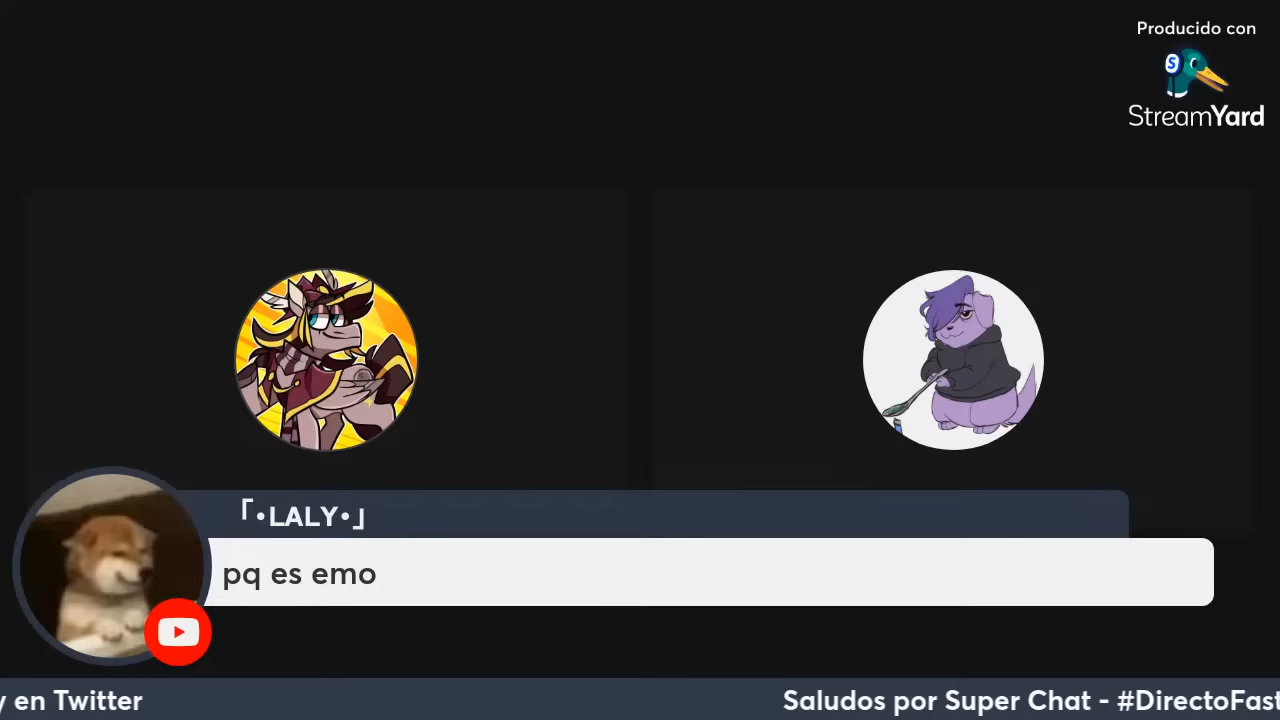 Producido con
StreamYard
「•LALY•」
pq es emo
y en Twitter
Saludos por Super Chat - #DirectoFast